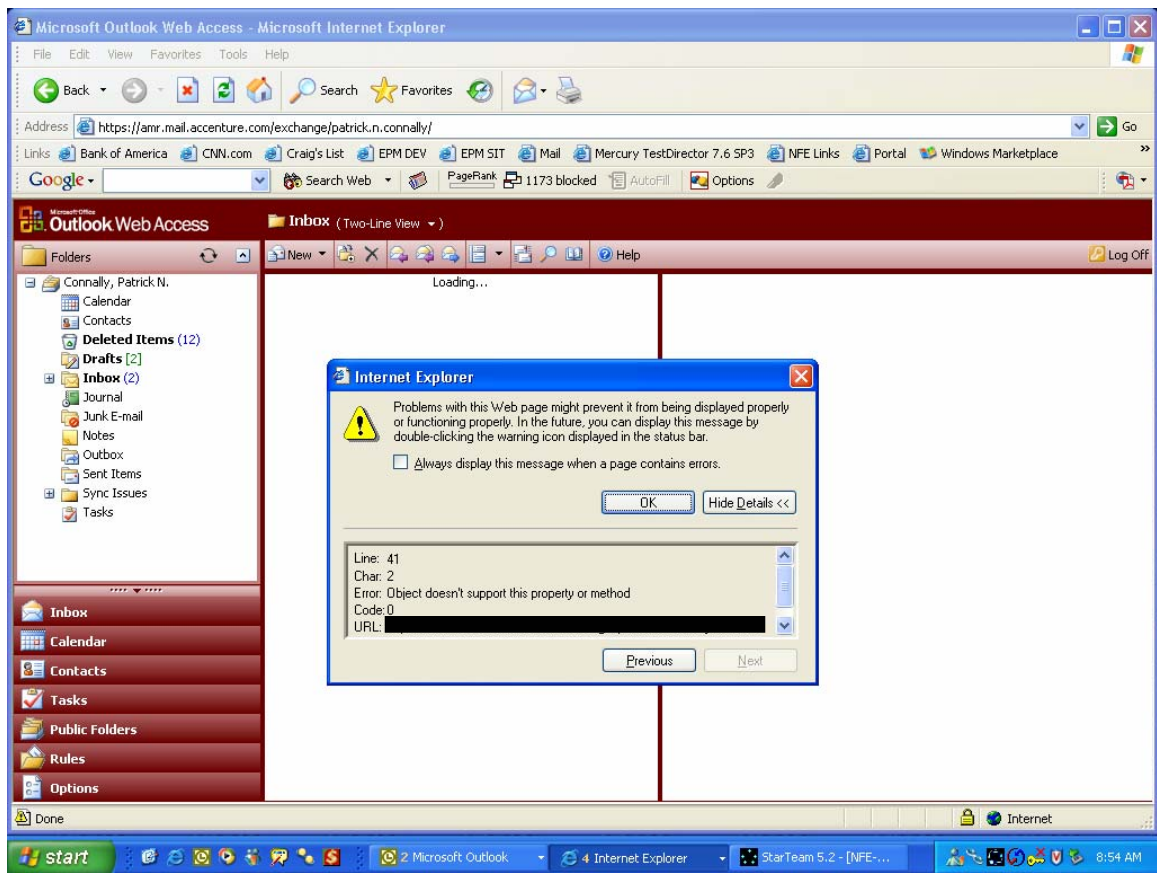 Microsoft Outlook Web Access - Microsoft Internet Explorer
File Edit View Favorites Tools Help
Back Search Favorites
Address https://amr.mail.accenture.com/exchange/patrick.n.connally/ Go
Links Bank of America CNN.com Craig's List EPM DEV EPM SIT Mail Mercury TestDirector 7.6 SP3 NFE Links Portal Windows Marketplace »
Google Search Web PageRank 1173 blocked AutoFill Options
Microsoft Office
Outlook Web Access Inbox (Two-Line View )
Folders New Help Log Off
Connally, Patrick N.
Calendar
Contacts
Deleted Items (12)
Drafts [2]
Inbox (2)
Journal
Junk E-mail
Notes
Outbox
Sent Items
Sync Issues
Tasks
Loading...
Internet Explorer
Problems with this Web page might prevent it from being displayed properly
or functioning properly. In the future, you can display this message by
double-clicking the warning icon displayed in the status bar.
Always display this message when a page contains errors.
OK Hide Details <<
Line: 41
Char: 2
Error: Object doesn't support this property or method
Code:0
URL:
Previous Next
Inbox
Calendar
Contacts
Tasks
Public Folders
Rules
Options
Done Internet
start 2 Microsoft Outlook 4 Internet Explorer StarTeam 5.2 - [NFE-... 8:54 AM